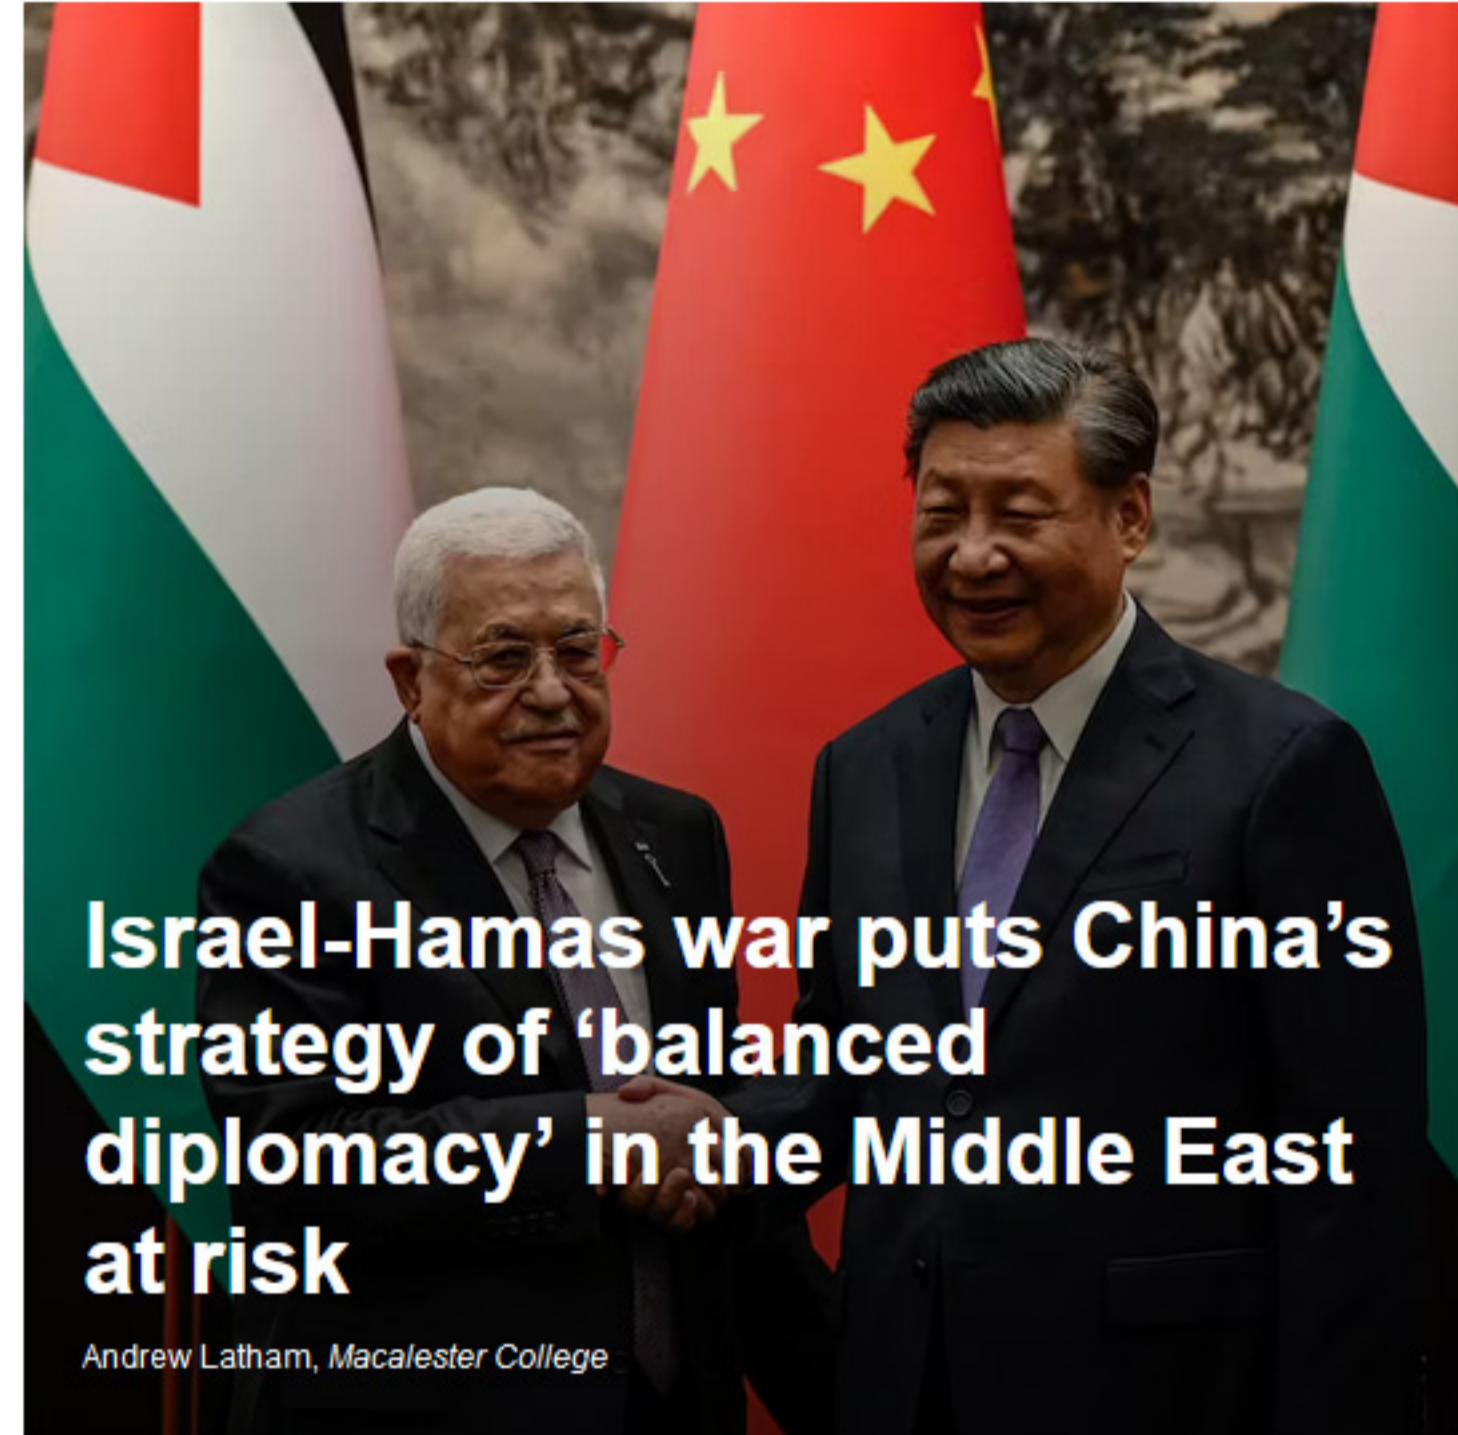 Israel-Hamas war puts China’s
strategy of ‘balanced
diplomacy’ in the Middle East
at risk
Andrew Latham, Macalester College